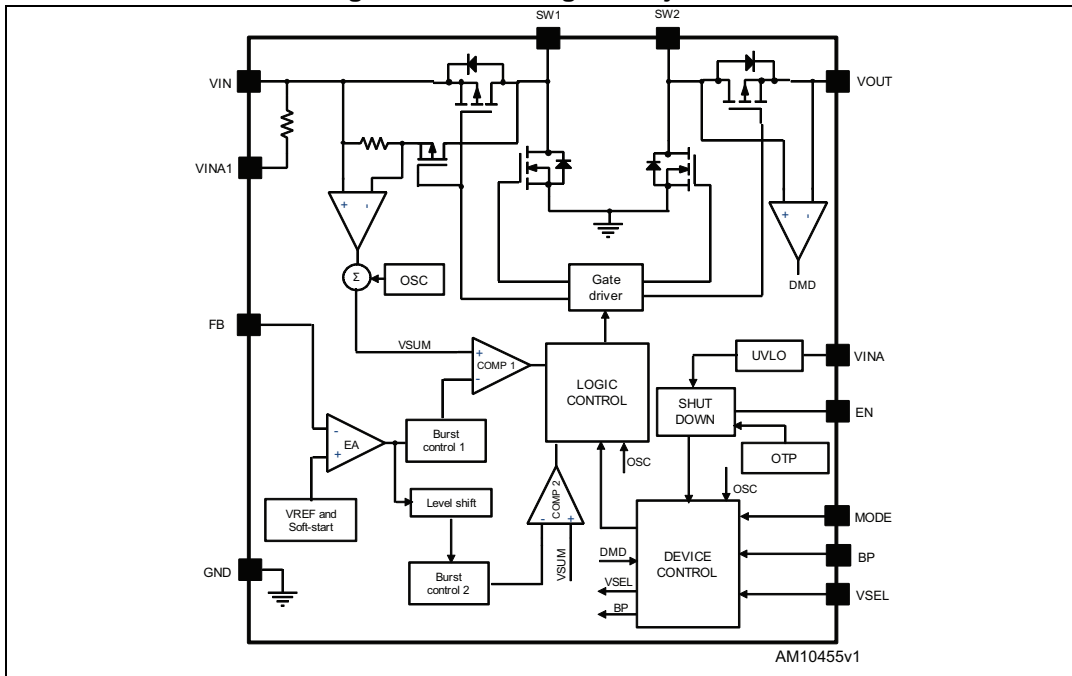 SW1
SW2
VIN
VOUT
VINA1
+ -
+ -
DMD
Σ
OSC
Gate
driver
FB
VSUM
+
-
COMP 1
LOGIC
CONTROL
UVLO
VINA
SHUT
DOWN
EN
OTP
-
+
EA
Burst
control 1
OSC
OSC
VREF and
Soft-start
Level shift
COMP 2
- +
VSUM
MODE
DMD
DEVICE
CONTROL
BP
GND
Burst
control 2
VSEL
BP
VSEL
AM10455v1